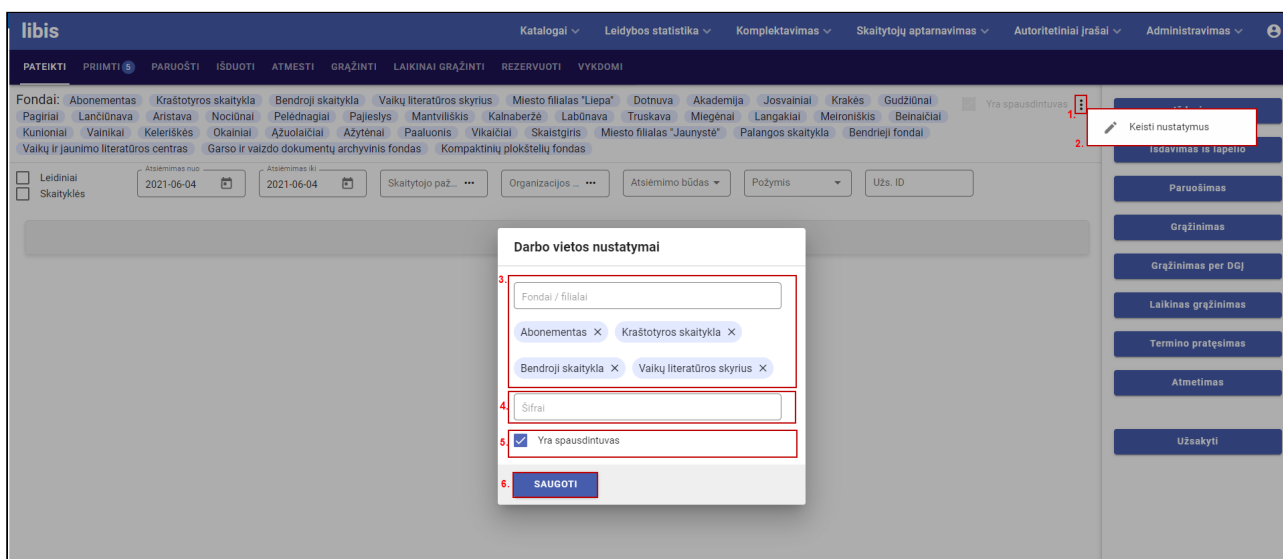 libis
Katalogai Leidybos statistika Komplektavimas Skaitytojų aptarnavimas Autoritetiniai įrašai Administravimas
PATEIKTI PRIIMTI 5 PARUOŠTI IŠDUOTI ATMESTI GRĄŽINTI LAIKINAI GRĄŽINTI REZERVUOTI VYKDOMI
Fondai: Abonementas Kraštotyros skaitykla Bendroji skaitykla Vaikų literatūros skyrius Miesto filialas "Liepa" Dotnuva Akademija Josvainiai Krakės Gudžiūnai
Yra spausdintuvas
1.
Pagiriai Lančiūnava Aristava Nociūnai Pelėdnagiai Pajieslys Mantviliškis Kalnaberžė Labūnava Truskava Miegėnai Langakiai Meironiškis Beinaičiai
Keisti nustatymus
Kunioniai Vainikai Keleriškės Okainiai Ąžuolaičiai Ažytėnai Paaluonis Vikaičiai Skaistgiris Miesto filialas "Jaunystė" Palangos skaitykla Bendrieji fondai
2.
Išdavimas iš lapelio
Vaikų ir jaunimo literatūros centras Garso ir vaizdo dokumentų archyvinis fondas Kompaktinių plokštelių fondas
Leidiniai
Skaityklės
Atsiėmimas nuo
2021-06-04
Atsiėmimas iki
2021-06-04
Skaitytojo paž... •••
Organizacijos ... •••
Atsiėmimo būdas
Požymis
Užs. ID
Paruošimas
Grąžinimas
Grąžinimas per DGĮ
Laikinas grąžinimas
Termino pratęsimas
Atmetimas
Užsakyti
Darbo vietos nustatymai
3.
Fondai / filialai
Abonementas × Kraštotyros skaitykla ×
Bendroji skaitykla × Vaikų literatūros skyrius ×
4. Šifrai
5. Yra spausdintuvas
6. SAUGOTI